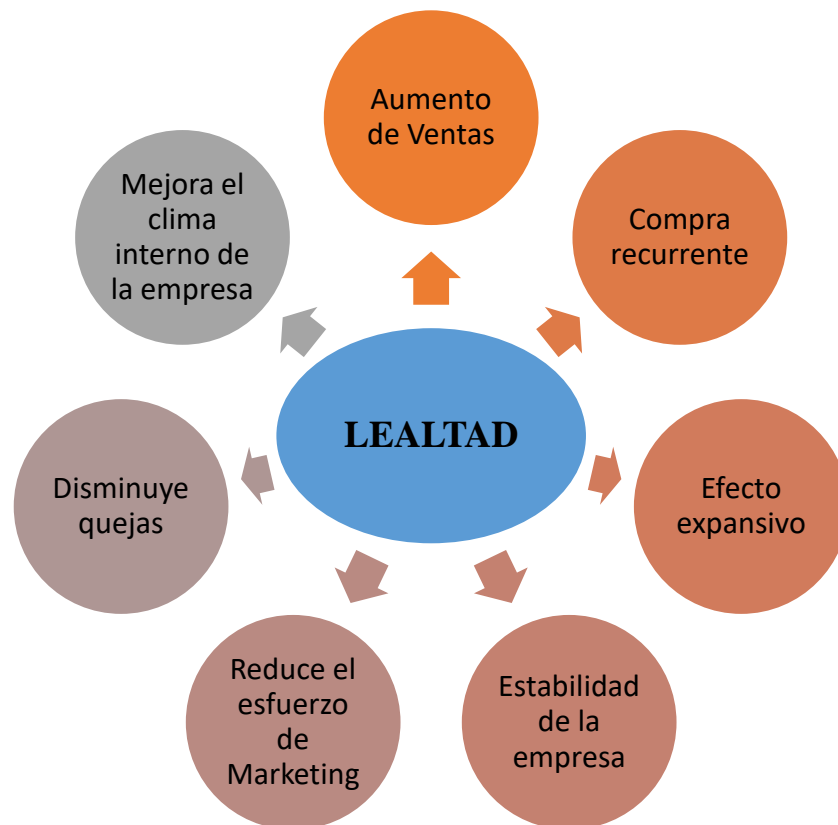 Aumento
de Ventas
Compra
recurrente
Efecto
expansivo
Estabilidad
de la
empresa
Reduce el
esfuerzo
de
Marketing
Disminuye
quejas
Mejora el
clima
interno de
la empresa
LEALTAD